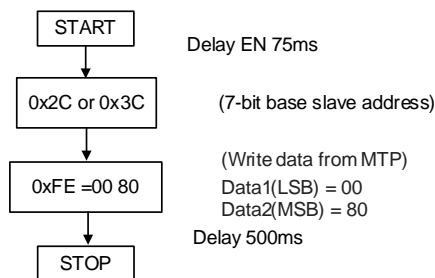 START
Delay EN 75ms
0x2C or 0x3C
(7-bit base slave address)
(Write data from MTP)
0xFE =00 80
Data1(LSB) = 00
Data2(MSB) = 80
Delay 500ms
STOP